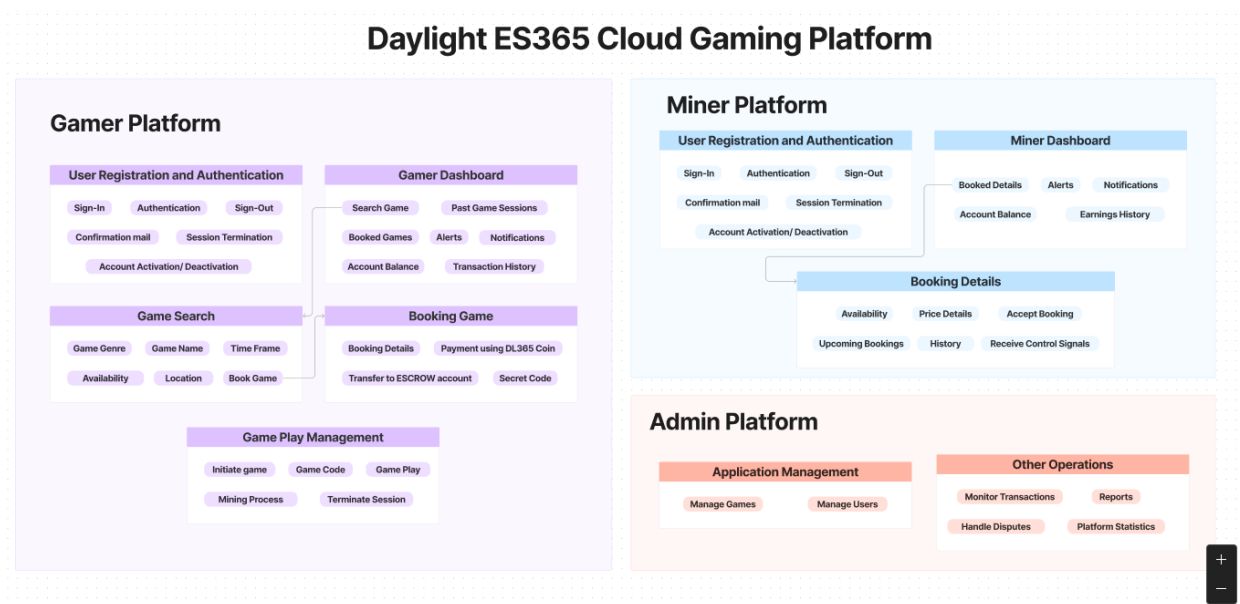 Daylight ES365 Cloud Gaming Platform
Gamer Platform
User Registration and Authentication
Sign-In Authentication Sign-Out
Confirmation mail Session Termination
Account Activation/ Deactivation
Gamer Dashboard
Search Game Past Game Sessions
Booked Games Alerts Notifications
Account Balance Transaction History
Game Search
Game Genre Game Name Time Frame
Availability Location Book Game
Booking Game
Booking Details Payment using DL365 Coin
Transfer to ESCROW account Secret Code
Game Play Management
Initiate game Game Code Game Play
Mining Process Terminate Session
Miner Platform
User Registration and Authentication
Sign-In Authentication Sign-Out
Confirmation mail Session Termination
Account Activation/ Deactivation
Miner Dashboard
Booked Details Alerts Notifications
Account Balance Earnings History
Booking Details
Availability Price Details Accept Booking
Upcoming Bookings History Receive Control Signals
Admin Platform
Application Management
Manage Games Manage Users
Other Operations
Monitor Transactions Reports
Handle Disputes Platform Statistics